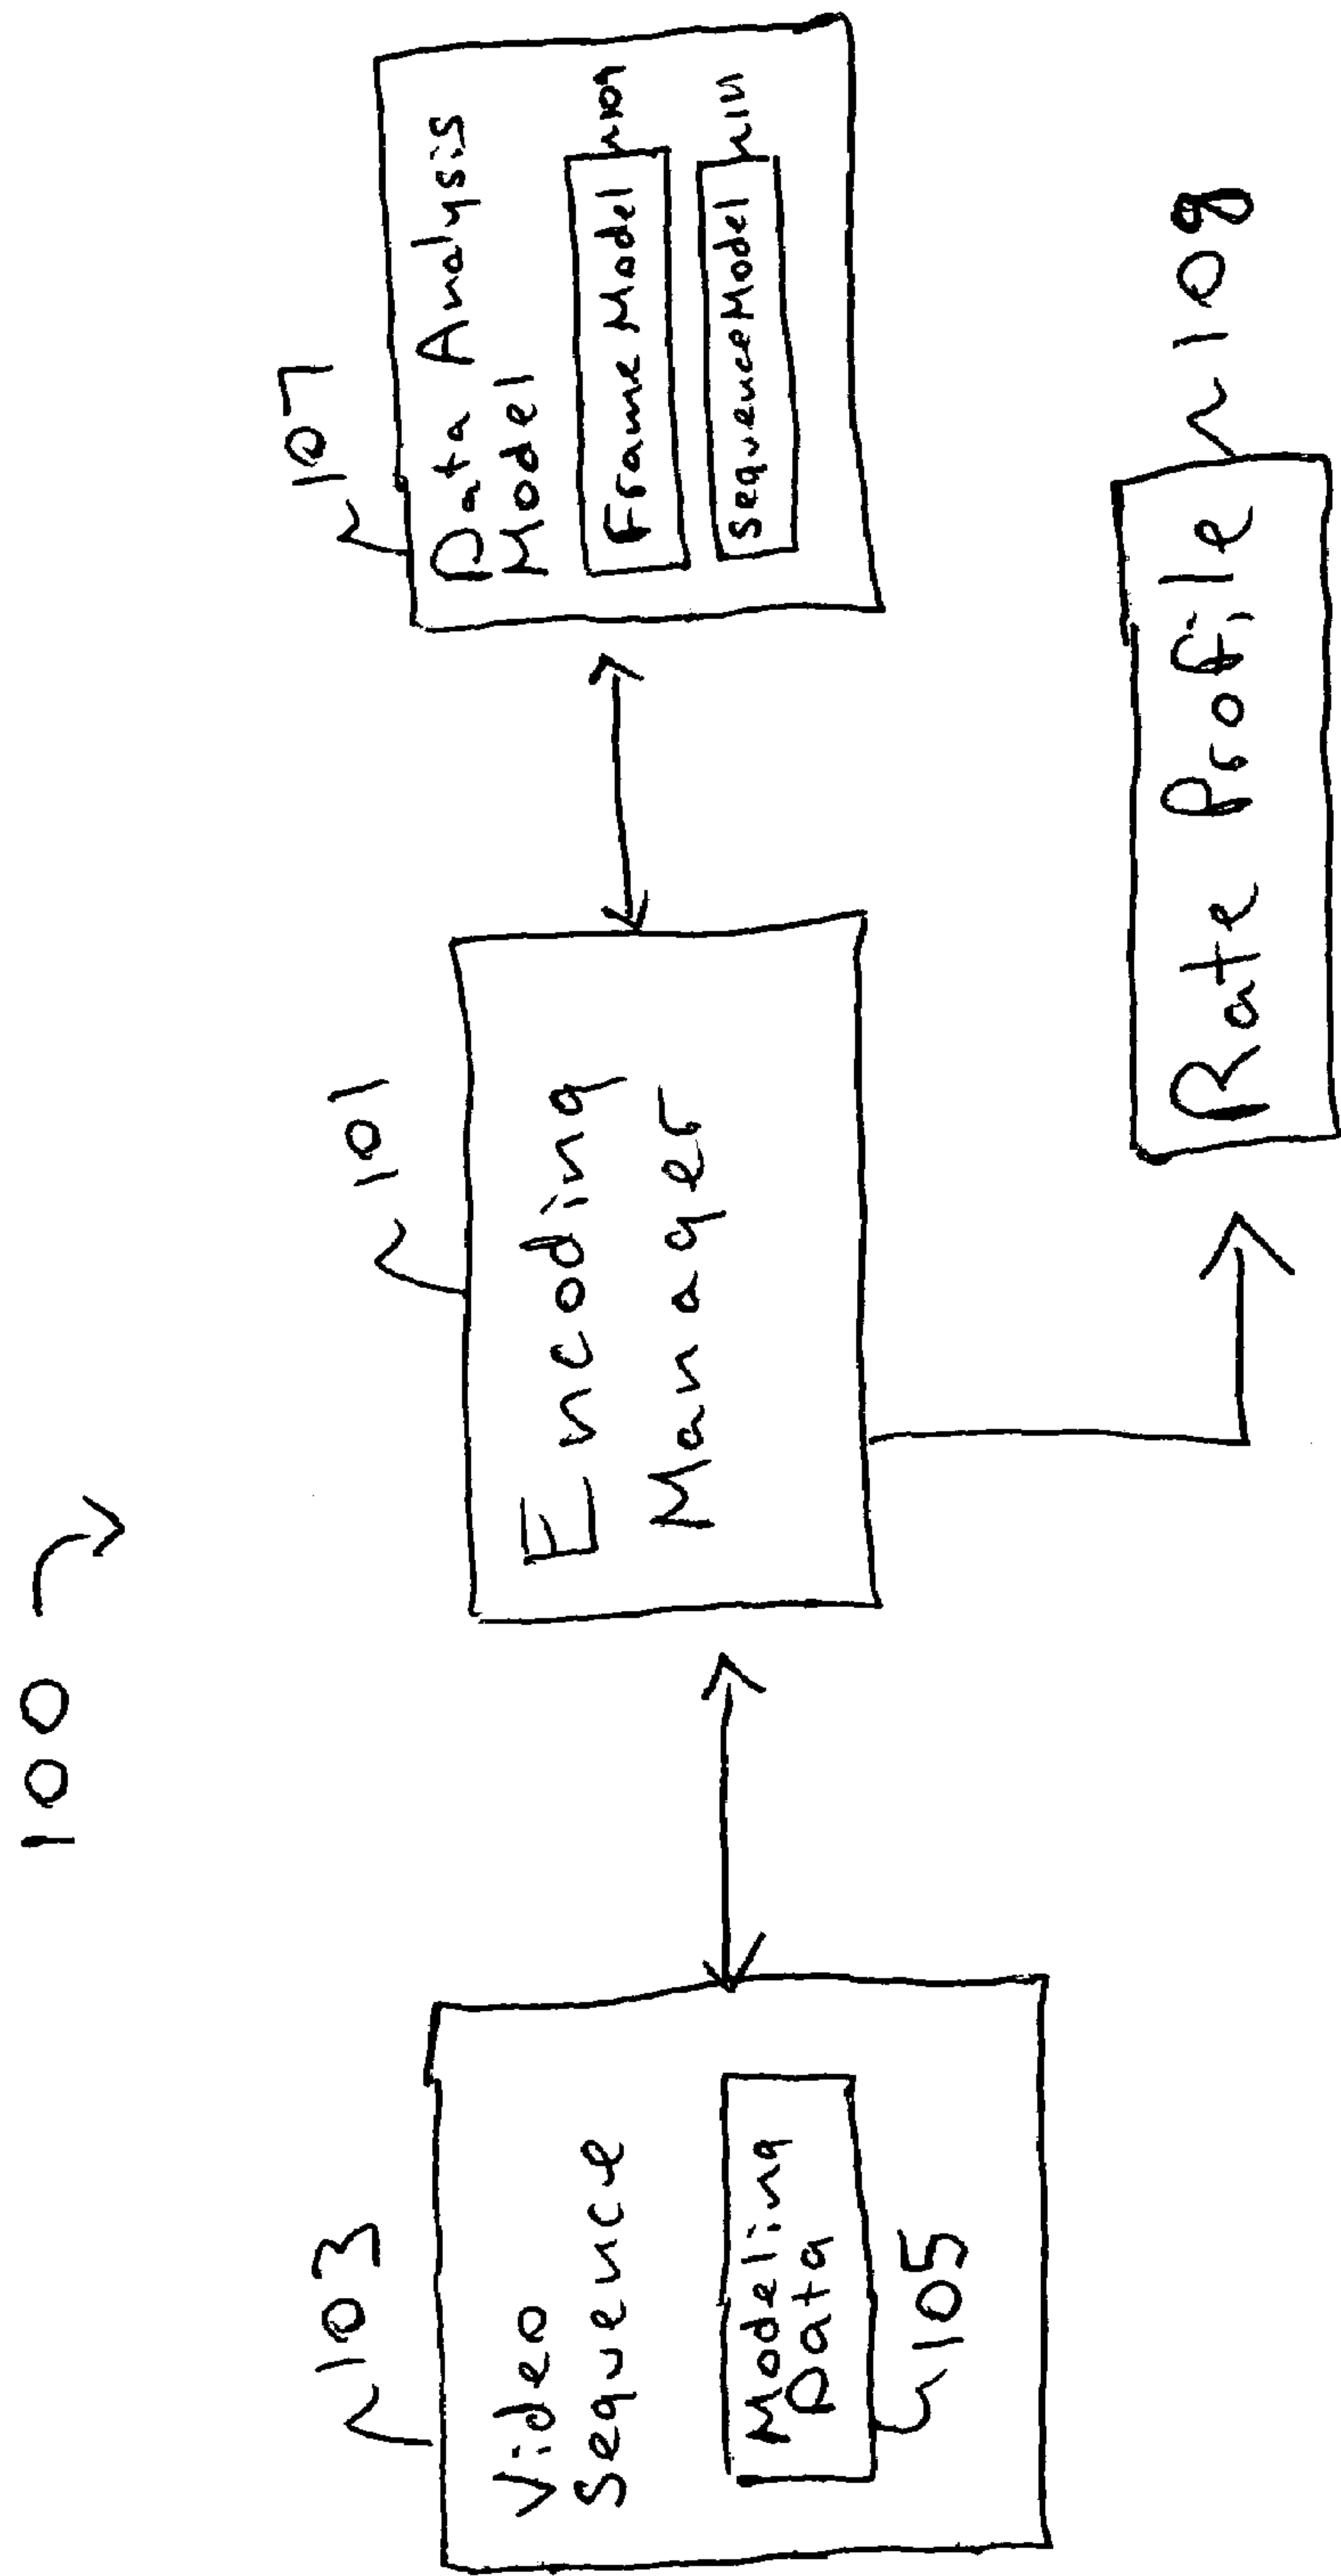 100
103
Video
Sequence
Modeling
Data
105
101
Encoding
Manager
107
Data Analysis
Model
Frame Model
109
Sequence Model
111
Rate Profile
108